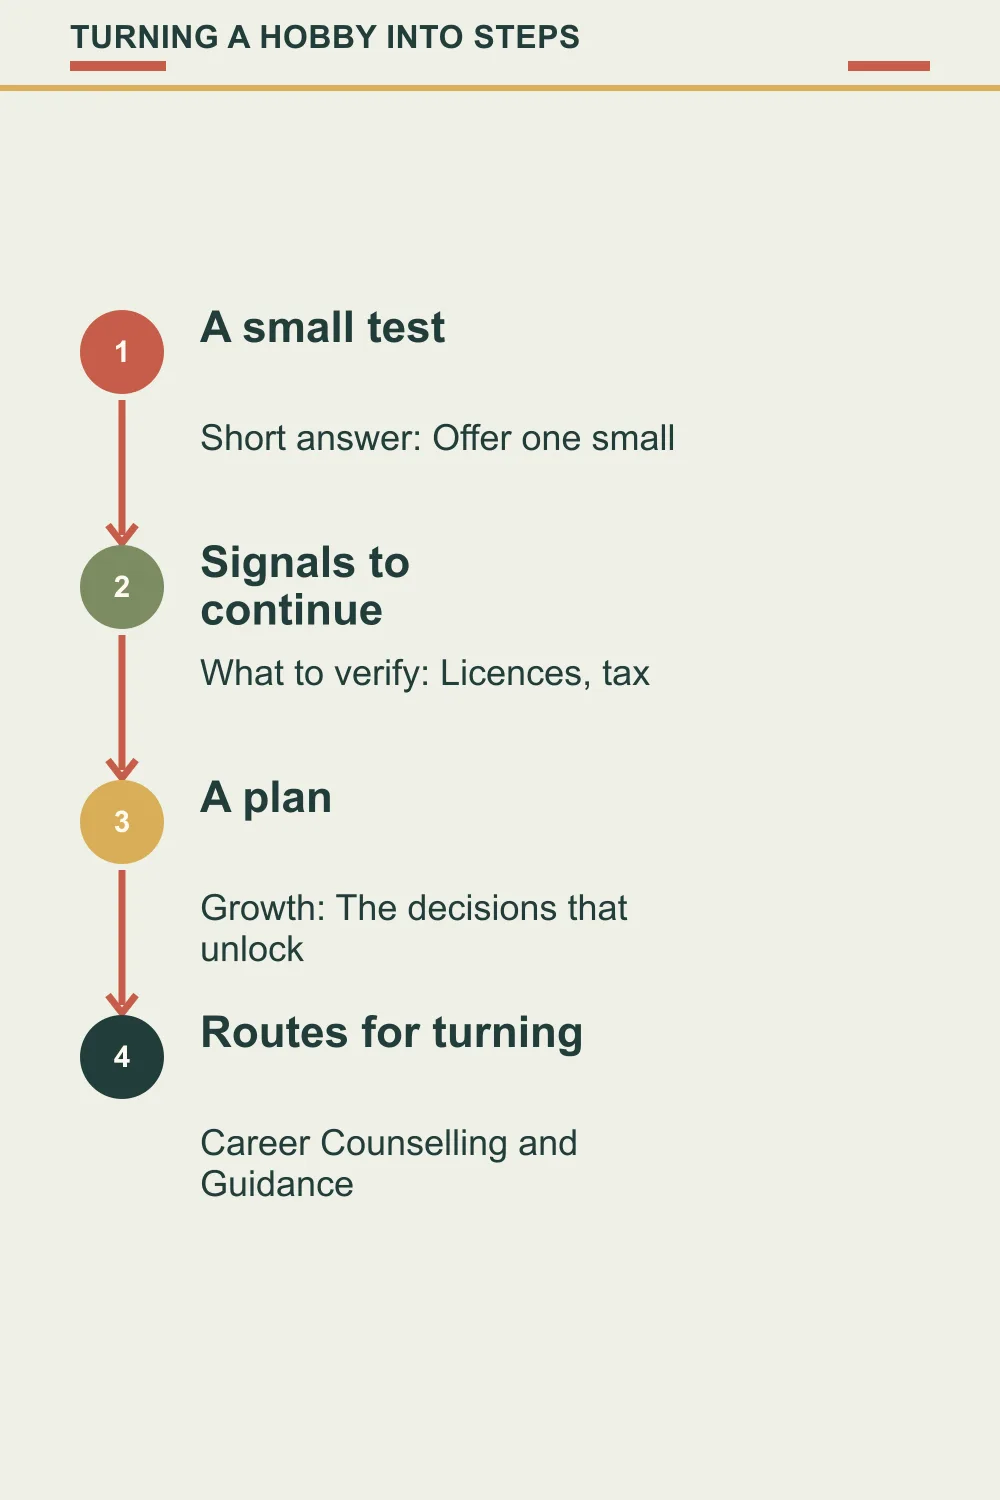 TURNING A HOBBY INTO STEPS
1
A small test
Short answer: Offer one small
2
Signals to
continue
What to verify: Licences, tax
3
A plan
Growth: The decisions that
unlock
4
Routes for turning
Career Counselling and
Guidance